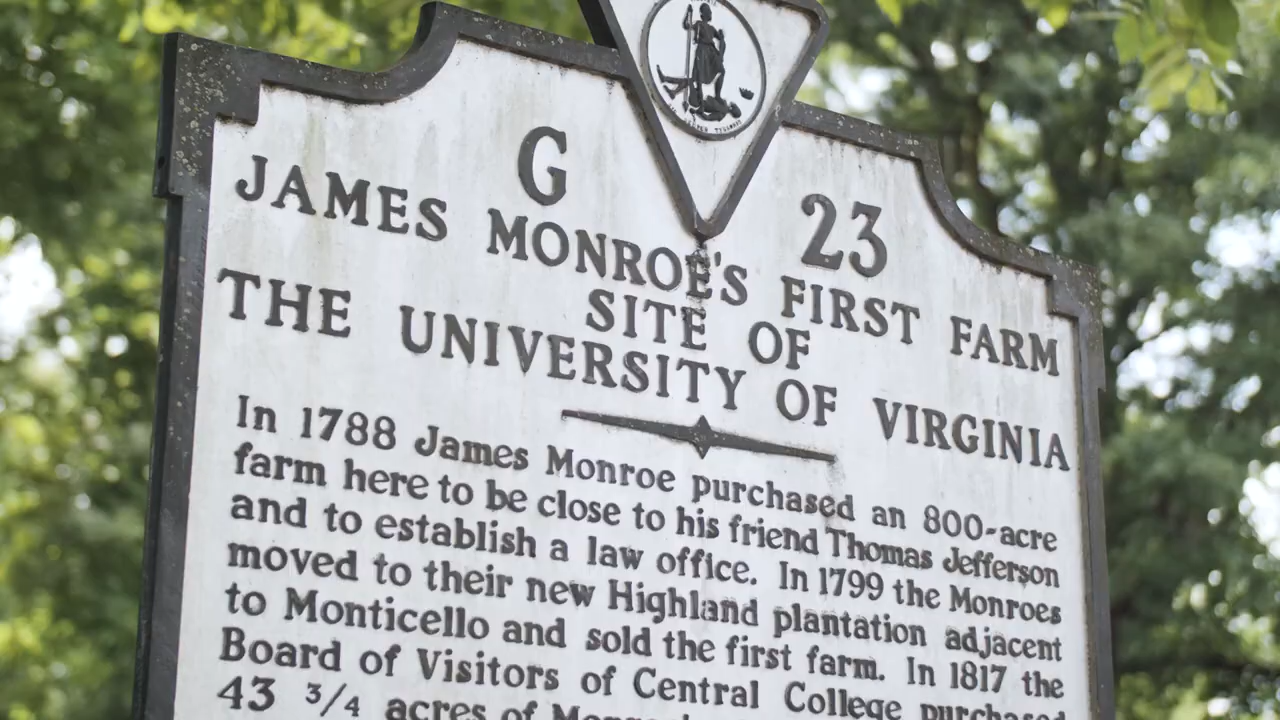 G 23
JAMES MONROE'S FIRST FARM
SITE OF
THE UNIVERSITY OF VIRGINIA
In 1788 James Monroe purchased an 800-acre
farm here to be close to his friend Thomas Jefferson
and to establish a law office. In 1799 the Monroes
moved to their new Highland plantation adjacent
to Monticello and sold the first farm. In 1817 the
Board of Visitors of Central College purchased
43 3/4 acres of